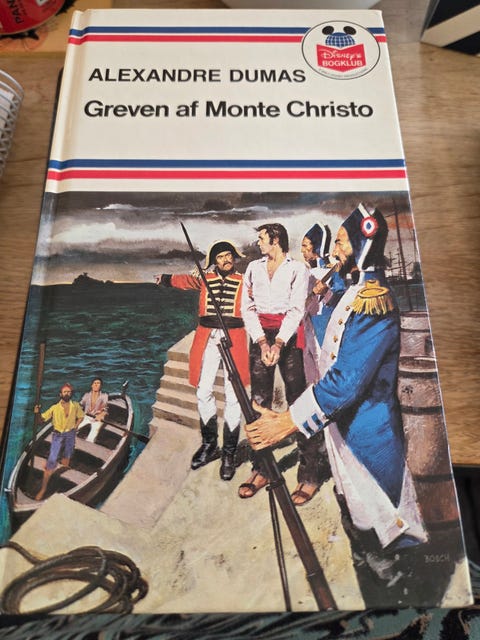 Disney's
BOGKLUB
ALEXANDRE DUMAS
Greven af Monte Christo
BOSCH